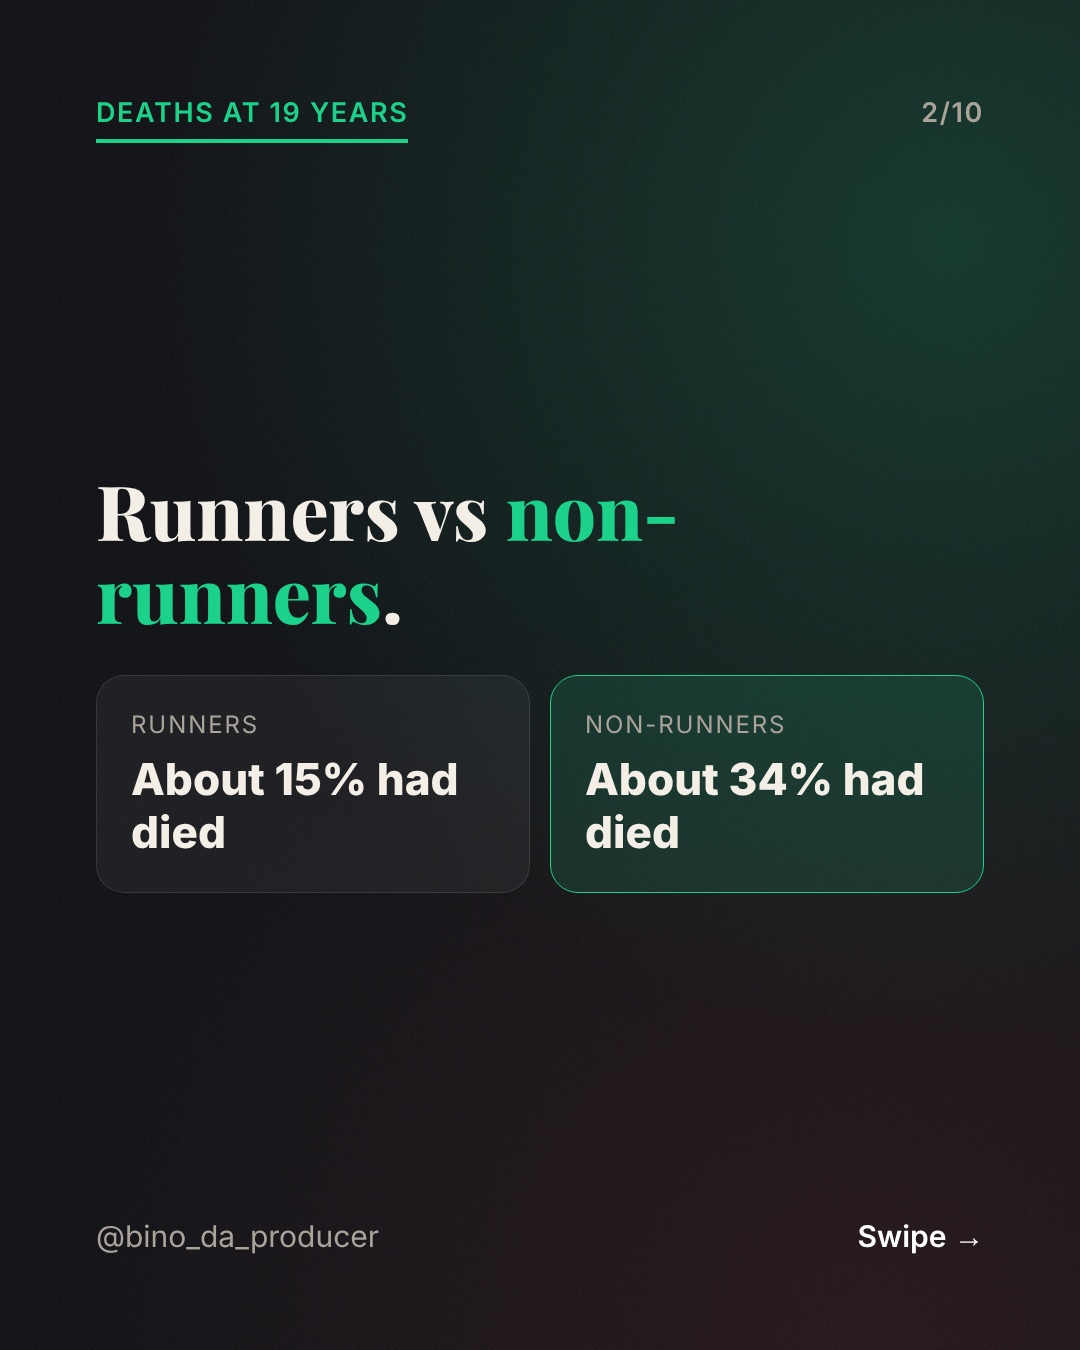 DEATHS AT 19 YEARS
2/10
Runners vs non-
runners.
RUNNERS
About 15% had
died
NON-RUNNERS
About 34% had
died
@bino_da_producer
Swipe →